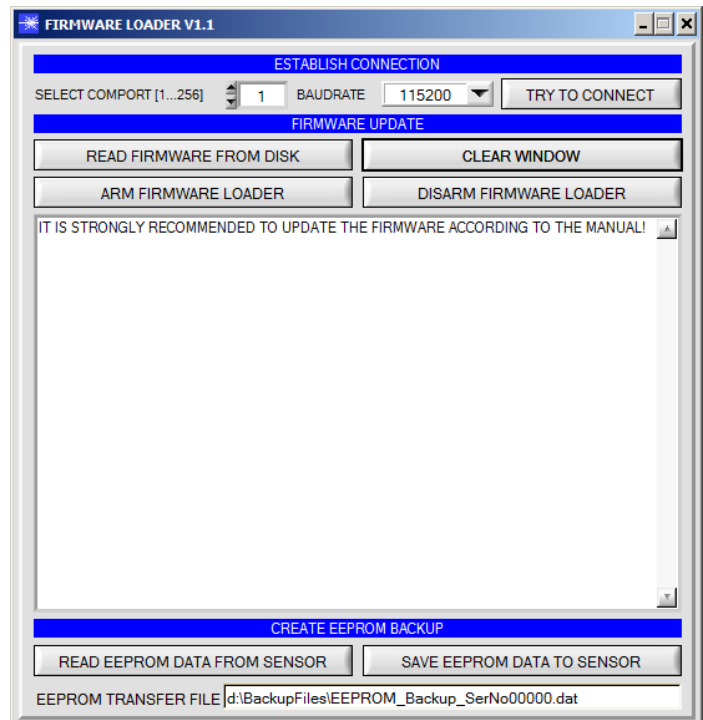 FIRMWARE LOADER V1.1
ESTABLISH CONNECTION
SELECT COMPORT [1...256] 1 BAUDRATE 115200 TRY TO CONNECT
FIRMWARE UPDATE
READ FIRMWARE FROM DISK CLEAR WINDOW
ARM FIRMWARE LOADER DISARM FIRMWARE LOADER
IT IS STRONGLY RECOMMENDED TO UPDATE THE FIRMWARE ACCORDING TO THE MANUAL!
CREATE EEPROM BACKUP
READ EEPROM DATA FROM SENSOR SAVE EEPROM DATA TO SENSOR
EEPROM TRANSFER FILE d:\BackupFiles\EEPROM_Backup_SerNo00000.dat